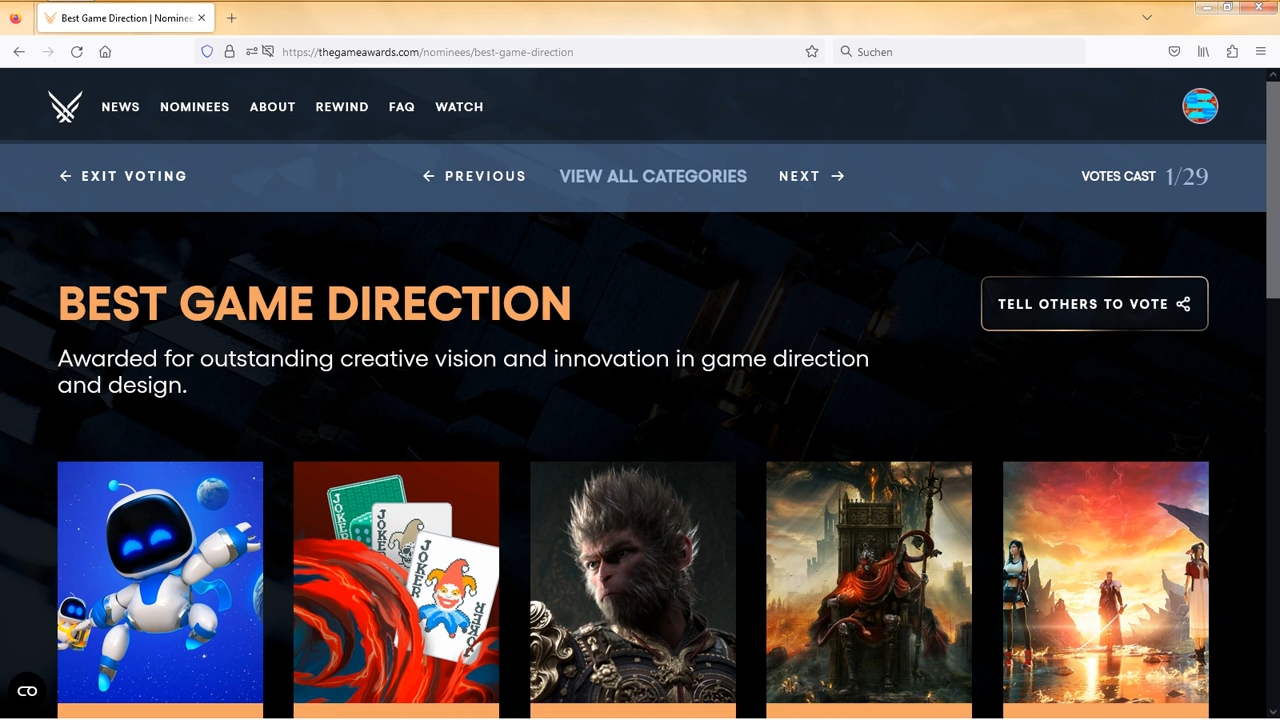 Best Game Direction | Nominee
https://thegameawards.com/nominees/best-game-direction
Suchen
NEWS NOMINEES ABOUT REWIND FAQ WATCH
← EXIT VOTING ← PREVIOUS VIEW ALL CATEGORIES NEXT → VOTES CAST 1/29
BEST GAME DIRECTION
TELL OTHERS TO VOTE
Awarded for outstanding creative vision and innovation in game direction
and design.
JOKER
JOKER
JOKER
JOKER